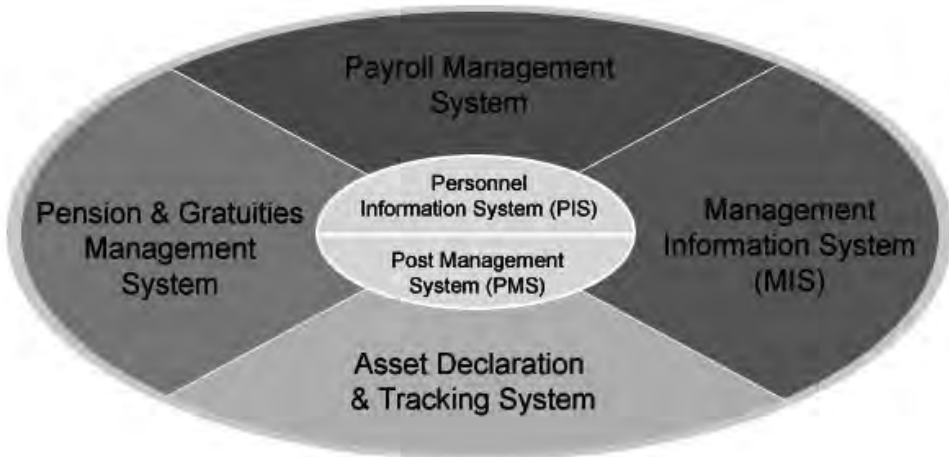 Payroll Management
System
Personnel
Information System (PIS)
Pension & Gratuities
Management
System
Management
Information System
(MIS)
Post Management
System (PMS)
Asset Declaration
& Tracking System